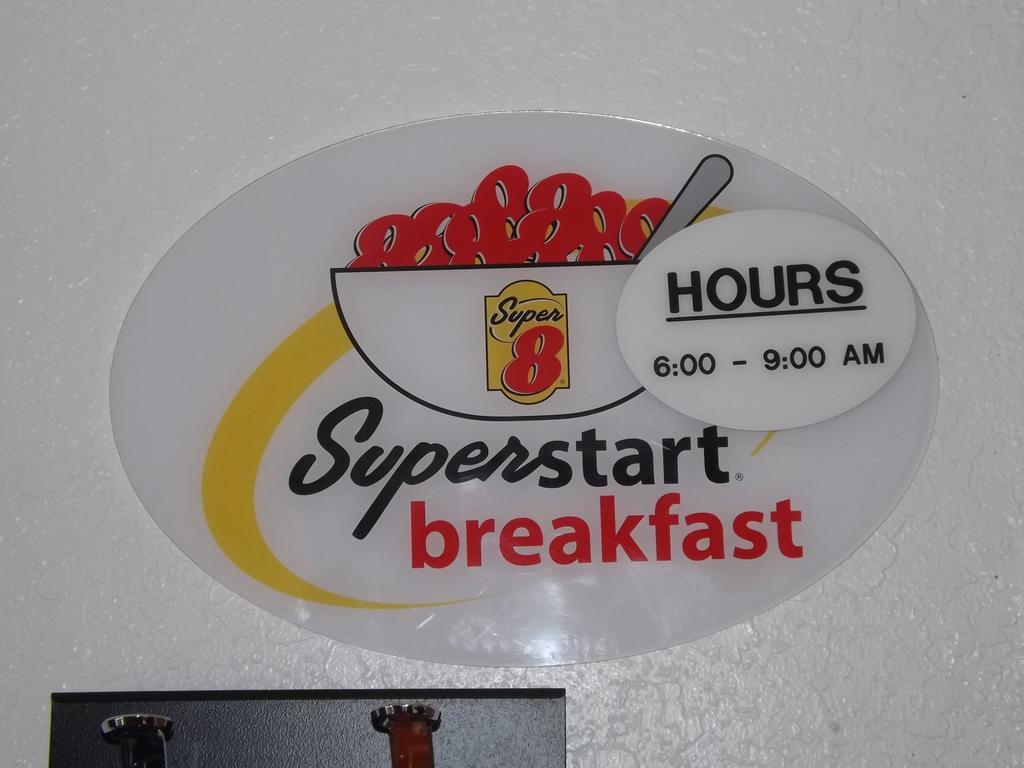 Super
8
HOURS
6:00 - 9:00 AM
Superstart®
breakfast